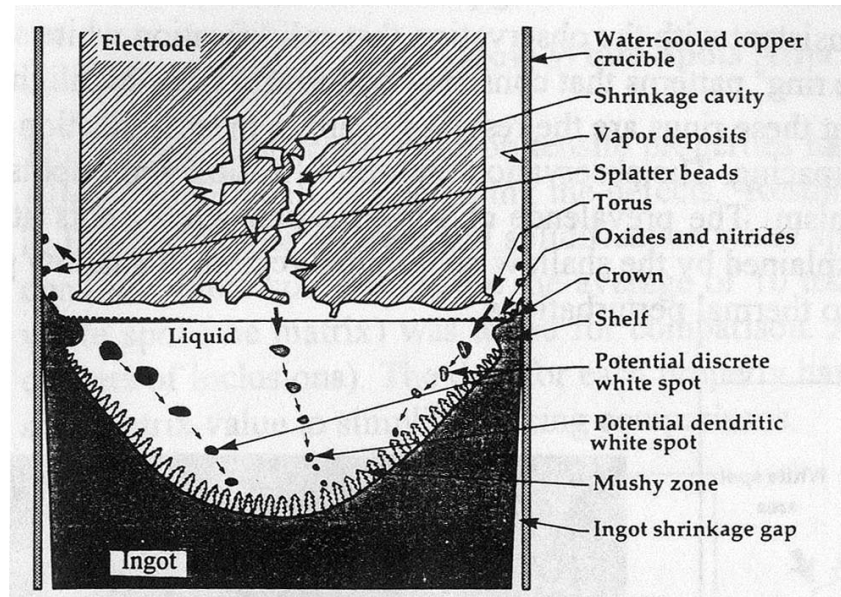 Electrode
Water-cooled copper
crucible
Shrinkage cavity
Vapor deposits
Splatter beads
Torus
Oxides and nitrides
Crown
Shelf
Liquid
Potential discrete
white spot
Potential dendritic
white spot
Mushy zone
Ingot shrinkage gap
Ingot